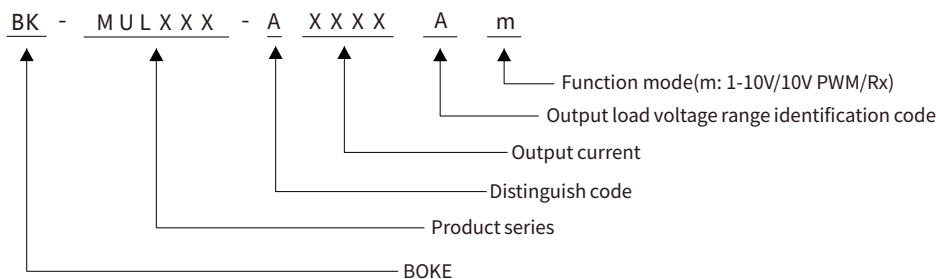 BK - MULXXX - A XXXX A m
Function mode(m: 1-10V/10V PWM/Rx)
Output load voltage range identification code
Output current
Distinguish code
Product series
BOKE